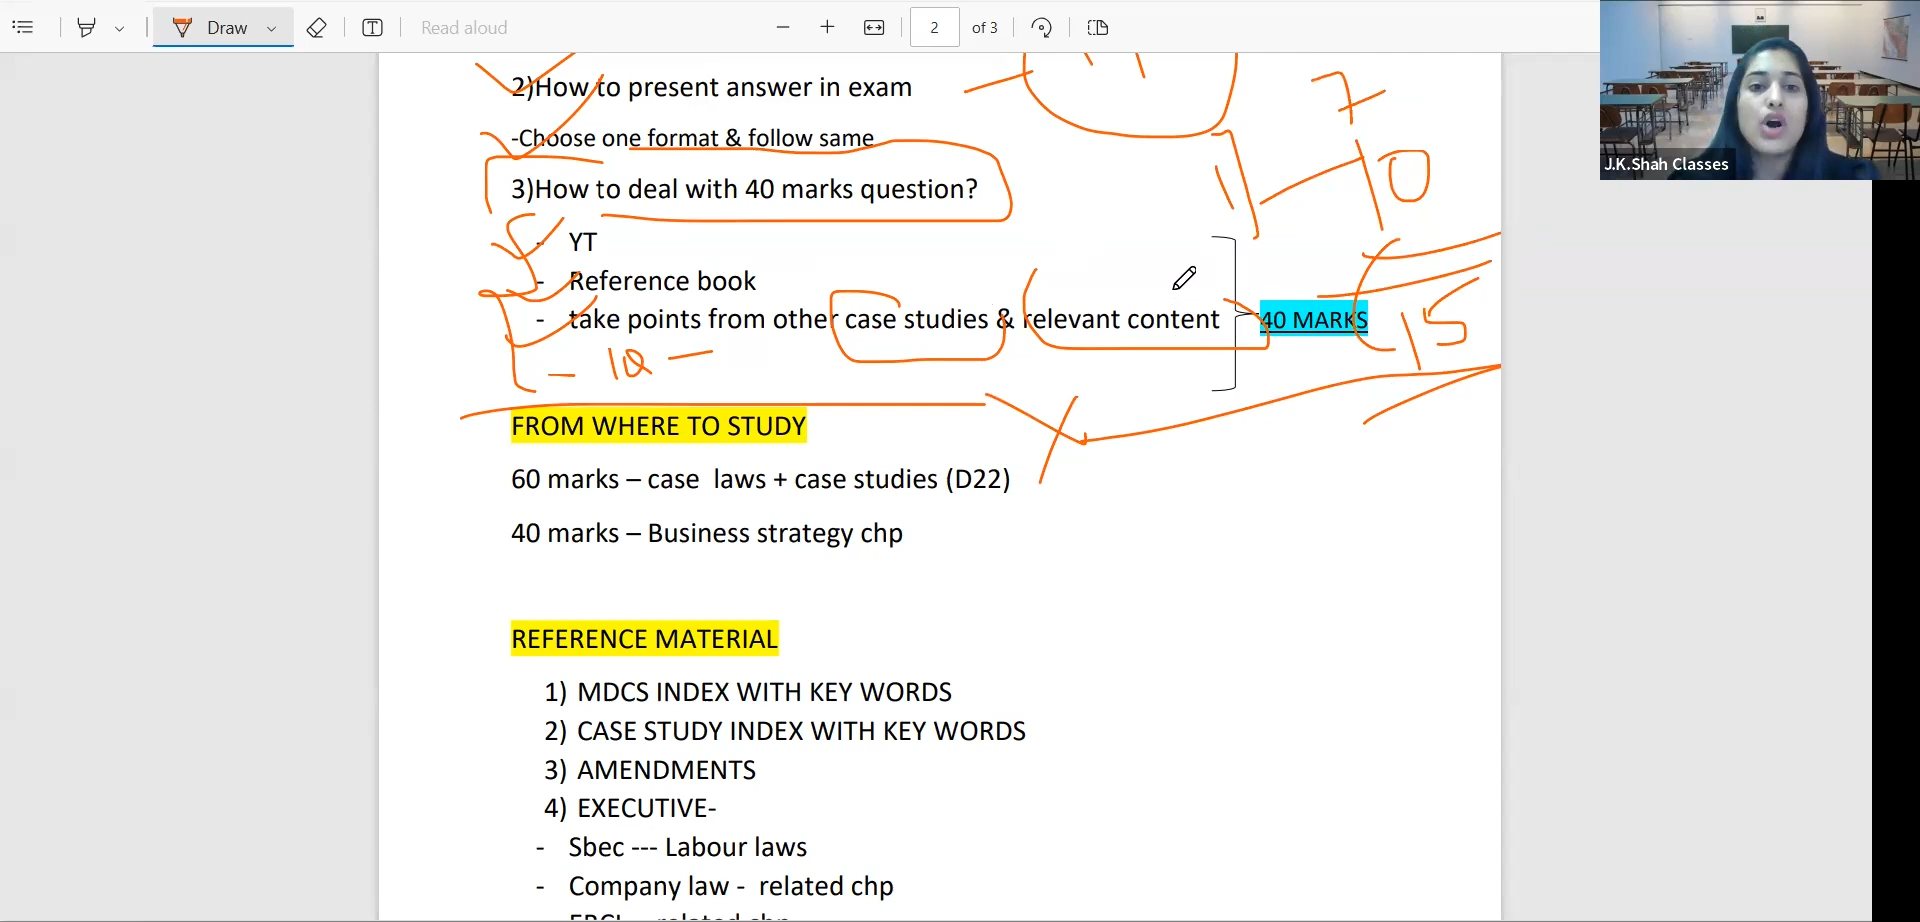 Draw
Read aloud
2 of 3
J.K.Shah Classes
2)How to present answer in exam
7
-Choose one format & follow same
10
3)How to deal with 40 marks question?
- YT
- Reference book
- take points from other case studies & relevant content
40 MARKS
15
FROM WHERE TO STUDY
60 marks – case laws + case studies (D22)
40 marks – Business strategy chp
REFERENCE MATERIAL
1) MDCS INDEX WITH KEY WORDS
2) CASE STUDY INDEX WITH KEY WORDS
3) AMENDMENTS
4) EXECUTIVE-
- Sbec --- Labour laws
- Company law - related chp